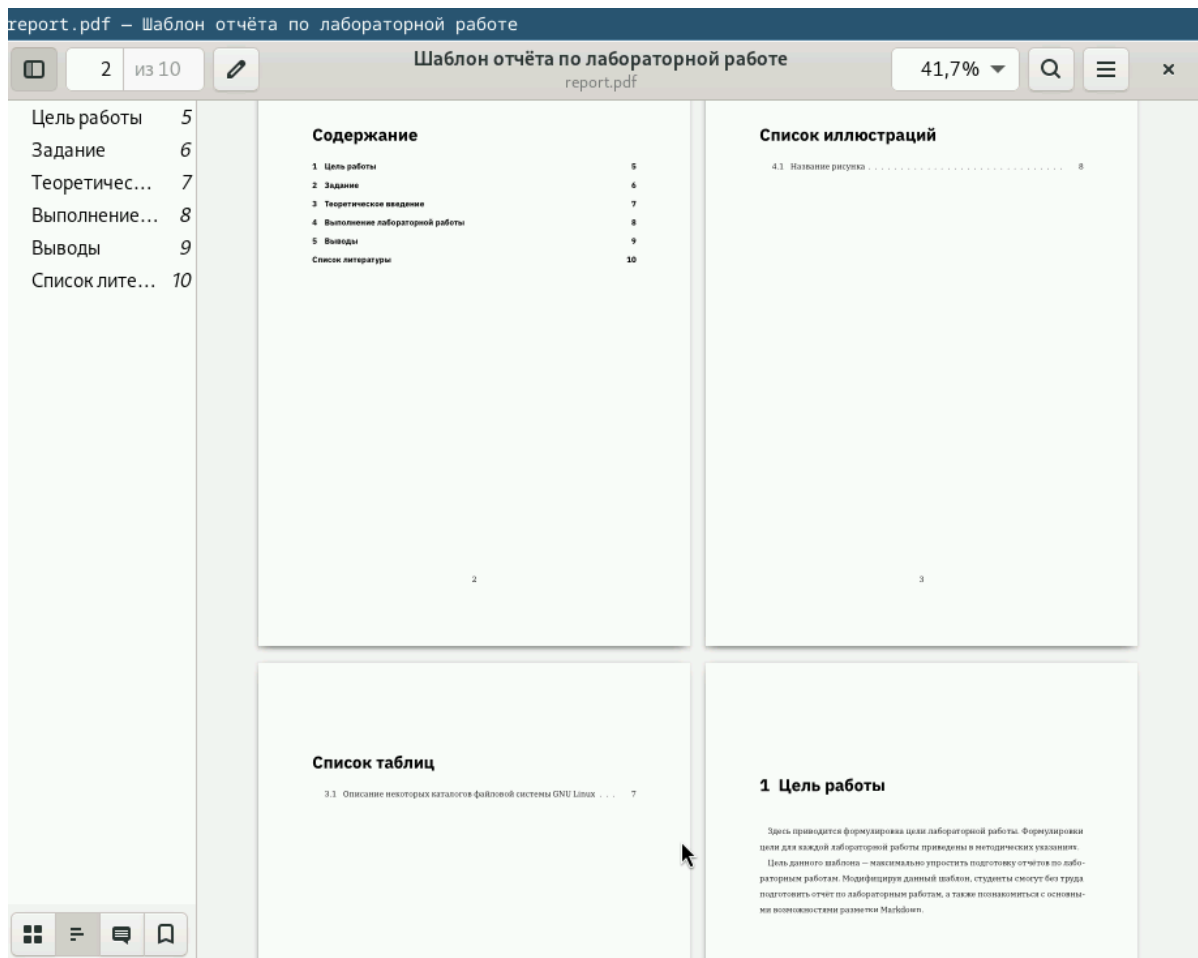 report.pdf — Шаблон отчёта по лабораторной работе
2 из 10
Шаблон отчёта по лабораторной работе
report.pdf
41,7%
Цель работы 5
Задание 6
Теоретичес… 7
Выполнение… 8
Выводы 9
Список лите… 10
Содержание
1 Цель работы 5
2 Задание 6
3 Теоретическое введение 7
4 Выполнение лабораторной работы 8
5 Выводы 9
Список литературы 10
2
Список иллюстраций
4.1 Название рисунка . . . . . . . . . . . . . . . . . . . . . . . . . . . . . . 8
3
Список таблиц
3.1 Описание некоторых каталогов файловой системы GNU Linux . . . 7
1 Цель работы
Здесь приводится формулировка цели лабораторной работы. Формулировки
цели для каждой лабораторной работы приведены в методических указаниях.
Цель данного шаблона — максимально упростить подготовку отчётов по лабо-
раторным работам. Модифицируя данный шаблон, студенты смогут без труда
подготовить отчёт по лабораторным работам, а также познакомиться с основны-
ми возможностями разметки Markdown.